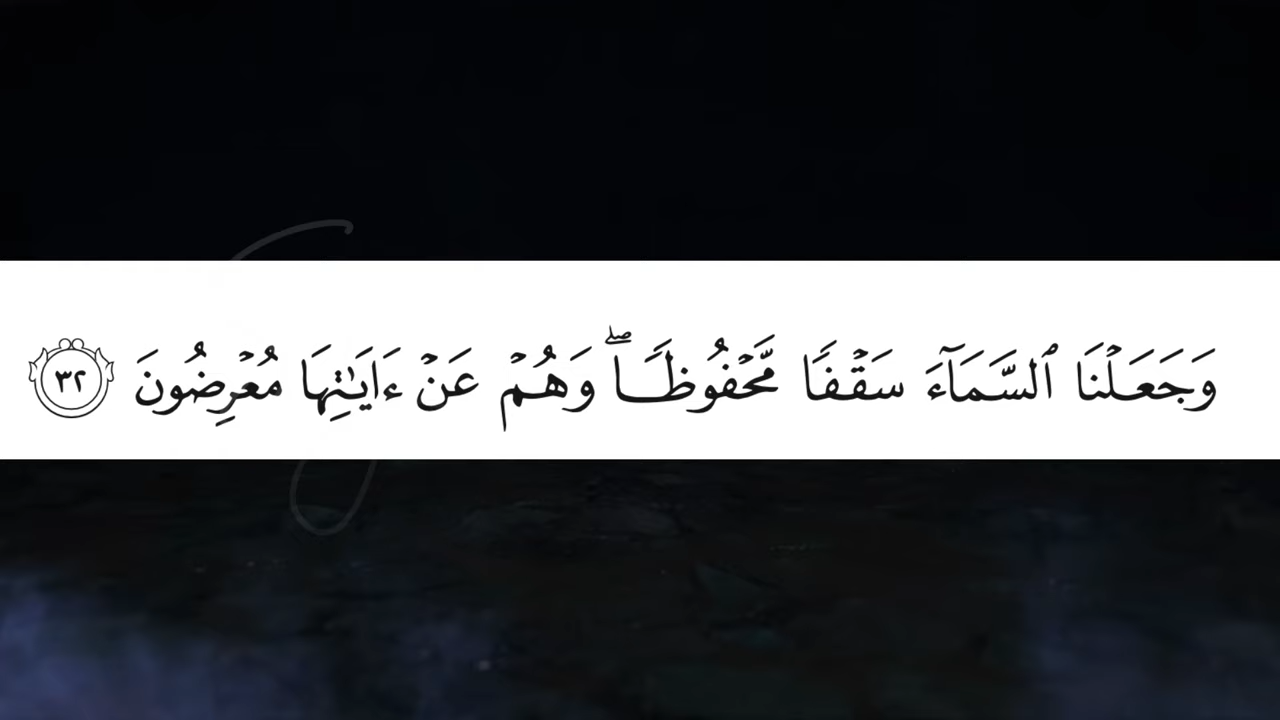 وَجَعَلۡنَا ٱلسَّمَآءَ سَقۡفٗا مَّحۡفُوظٗاۖ وَهُمۡ عَنۡ ءَايَٰتِهَا مُعۡرِضُونَ ٣٢